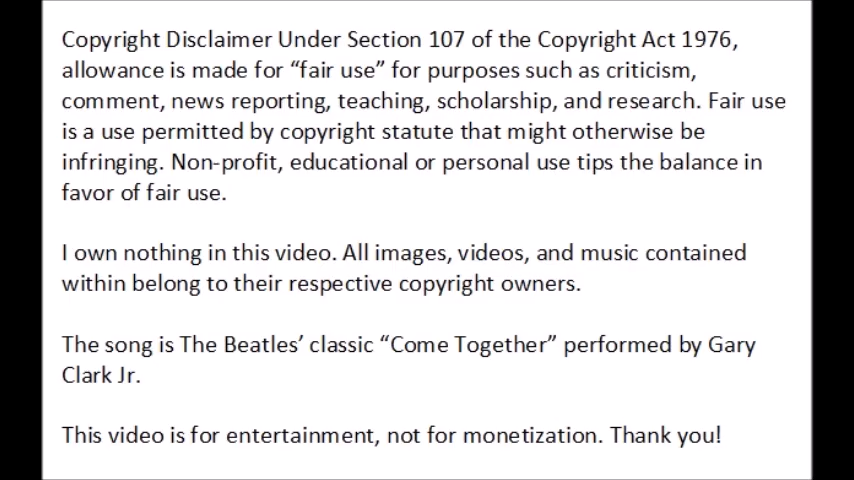 Copyright Disclaimer Under Section 107 of the Copyright Act 1976,
allowance is made for “fair use” for purposes such as criticism,
comment, news reporting, teaching, scholarship, and research. Fair use
is a use permitted by copyright statute that might otherwise be
infringing. Non-profit, educational or personal use tips the balance in
favor of fair use.
I own nothing in this video. All images, videos, and music contained
within belong to their respective copyright owners.
The song is The Beatles’ classic “Come Together” performed by Gary
Clark Jr.
This video is for entertainment, not for monetization. Thank you!